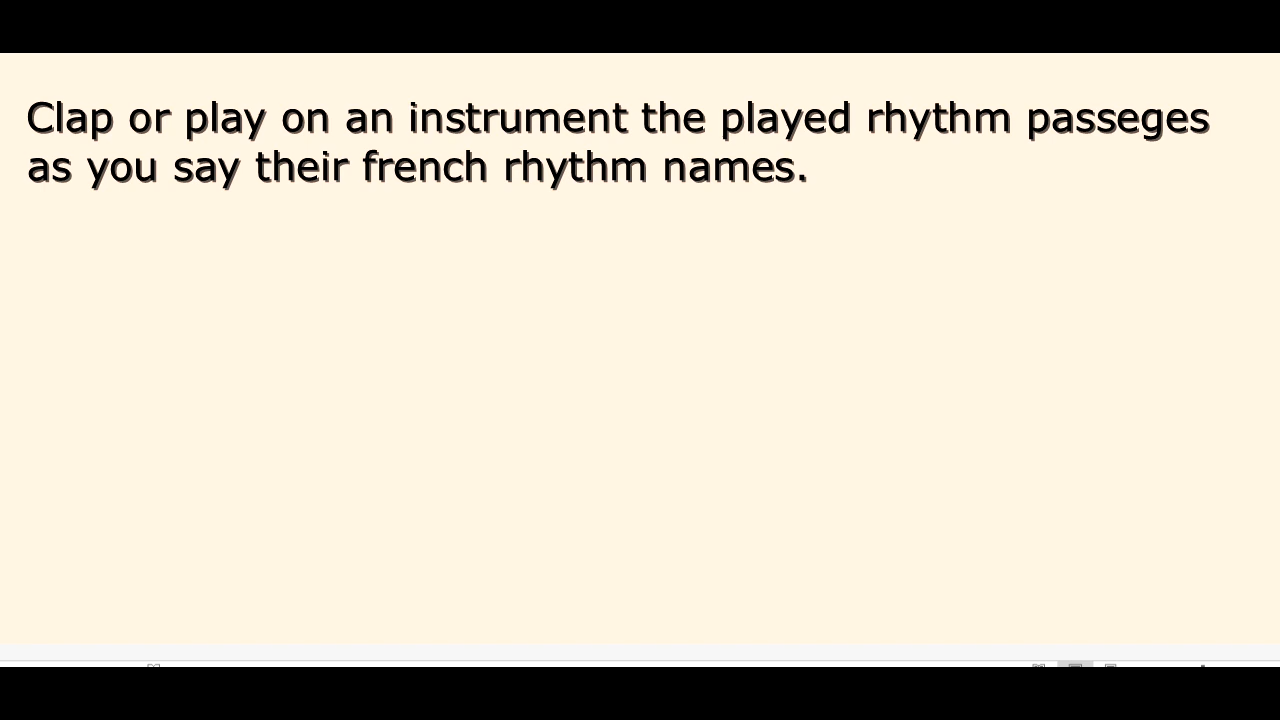 Clap or play on an instrument the played rhythm passeges
as you say their french rhythm names.